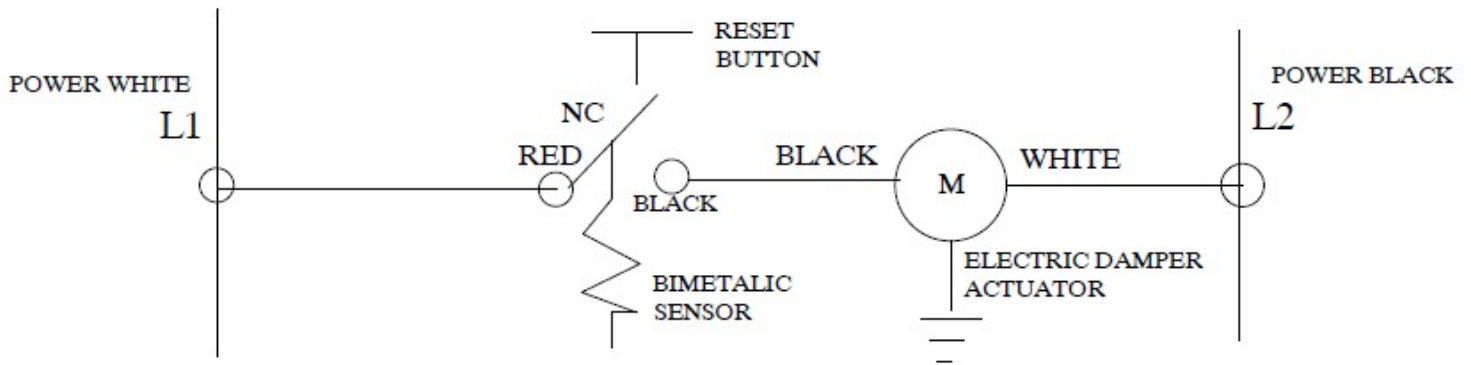 RESET
BUTTON
POWER WHITE
L1
POWER BLACK
L2
NC
RED
BLACK
BLACK
M
WHITE
BIMETALIC
SENSOR
ELECTRIC DAMPER
ACTUATOR